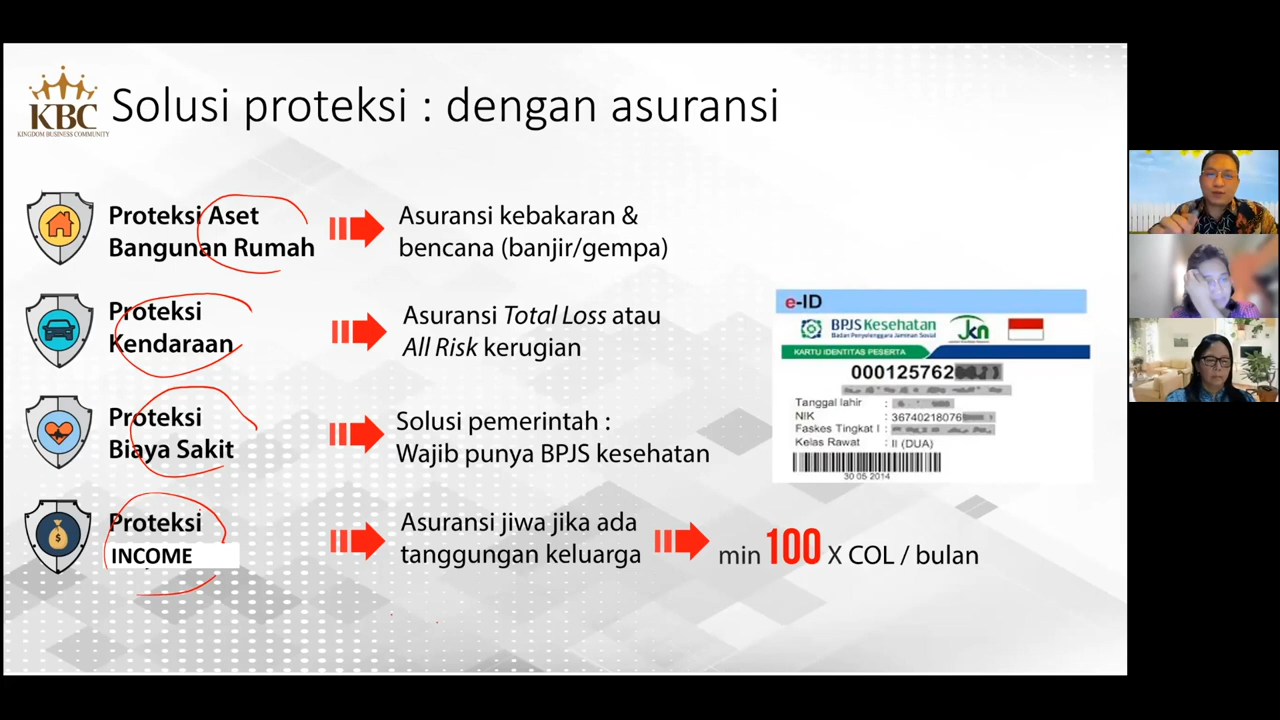 KBC
KINGDOM BUSINESS COMMUNITY
Solusi proteksi : dengan asuransi
Proteksi Aset
Bangunan Rumah
Asuransi kebakaran &
bencana (banjir/gempa)
Proteksi
Kendaraan
Asuransi Total Loss atau
All Risk kerugian
Proteksi
Biaya Sakit
Solusi pemerintah :
Wajib punya BPJS kesehatan
Proteksi
INCOME
Asuransi jiwa jika ada
tanggungan keluarga
min 100 X COL / bulan
e-ID
BPJS Kesehatan
Badan Penyelenggara Jaminan Sosial
jkn
KARTU IDENTITAS PESERTA
000125762
Tanggal lahir :
NIK : 36740218076
Faskes Tingkat I :
Kelas Rawat : II (DUA)
30 05 2014